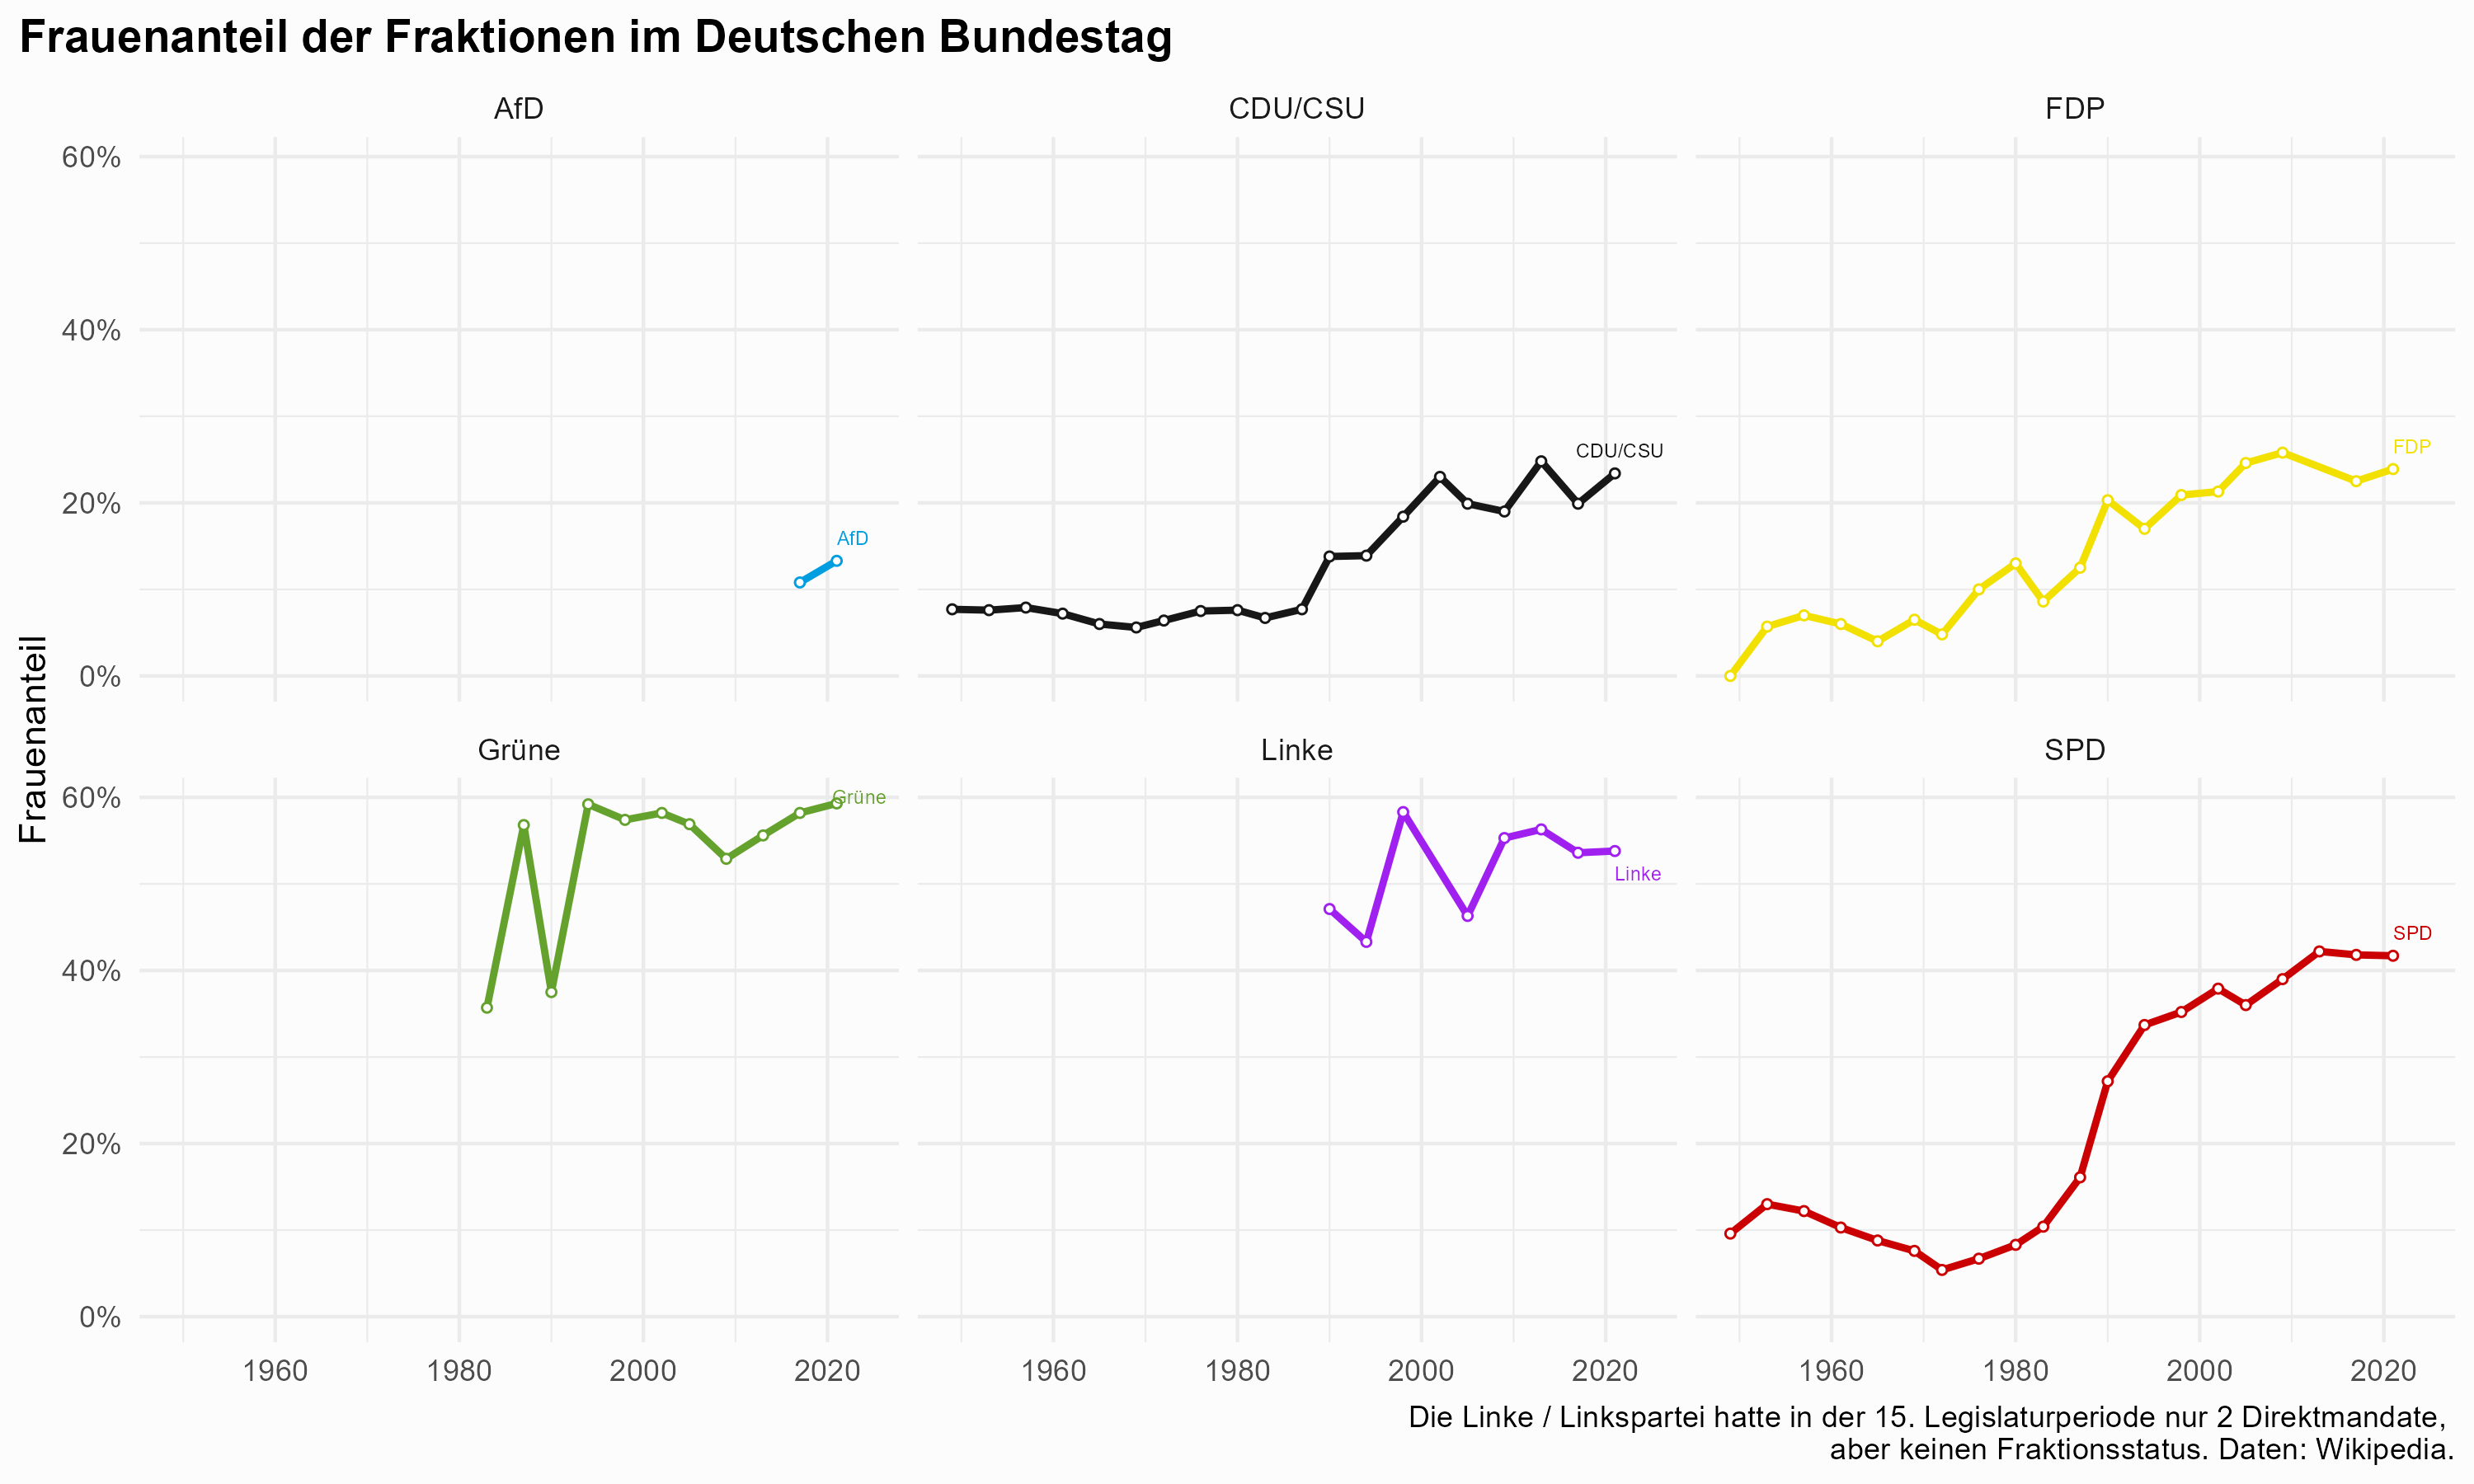 Frauenanteil der Fraktionen im Deutschen Bundestag
AfD
CDU/CSU
FDP
60%
40%
20%
0%
AfD
CDU/CSU
FDP
Frauenanteil
Grüne
Linke
SPD
60%
40%
20%
0%
Grüne
Linke
SPD
1960 1980 2000 2020
1960 1980 2000 2020
1960 1980 2000 2020
Die Linke / Linkspartei hatte in der 15. Legislaturperiode nur 2 Direktmandate,
aber keinen Fraktionsstatus. Daten: Wikipedia.